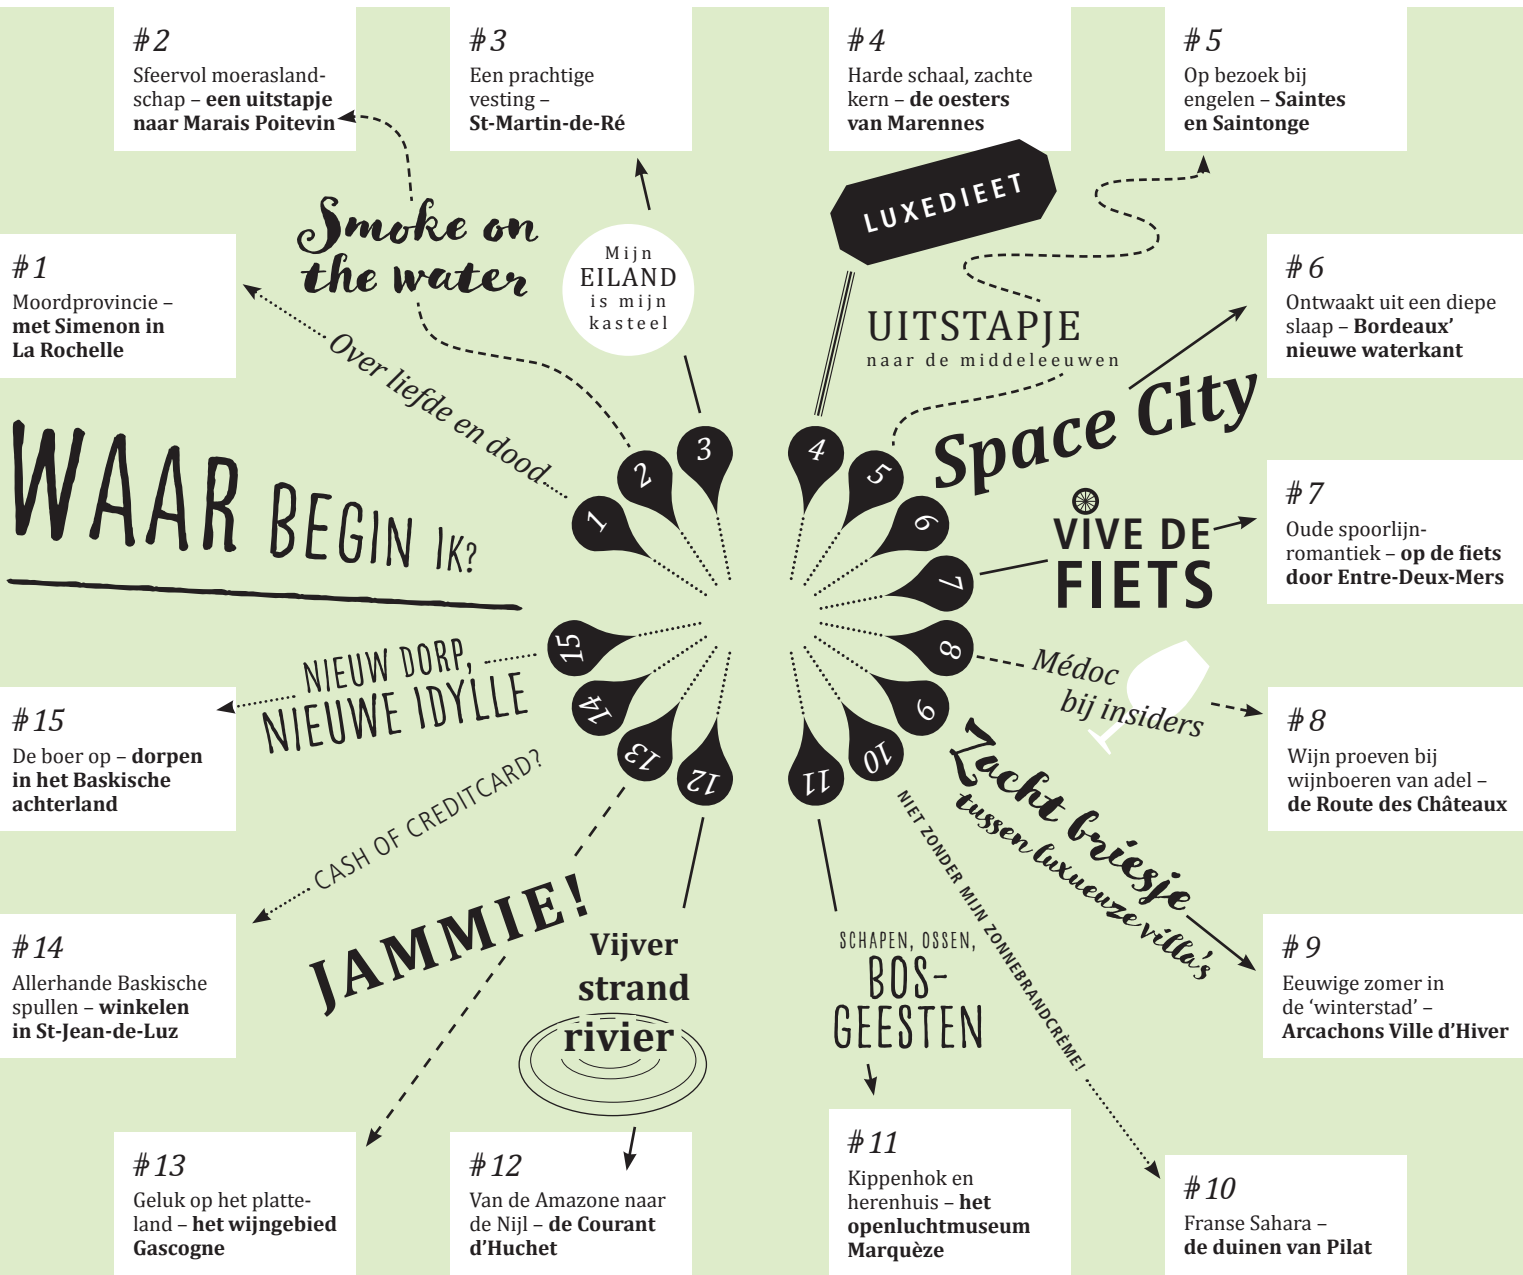 #2
Sfeervol moerasland-
schap – een uitstapje
naar Marais Poitevin
#3
Een prachtige
vesting –
St-Martin-de-Ré
#4
Harde schaal, zachte
kern – de oesters
van Marennes
#5
Op bezoek bij
engelen – Saintes
en Saintonge
LUXEDIEET
Smoke on
the water
Mijn
EILAND
is mijn
kasteel
#1
Moordprovincie –
met Simenon in
La Rochelle
#6
Ontwaakt uit een diepe
slaap – Bordeaux’
nieuwe waterkant
UITSTAPJE
naar de middeleeuwen
Over liefde en dood
Space City
WAAR BEGIN IK?
3
4
2
5
1
6
7
VIVE DE
FIETS
#7
Oude spoorlijn-
romantiek – op de fiets
door Entre-Deux-Mers
15
8
14
9
13
10
12
11
NIEUW DORP,
NIEUWE IDYLLE
Médoc
bij insiders
#15
De boer op – dorpen
in het Baskische
achterland
#8
Wijn proeven bij
wijnboeren van adel –
de Route des Châteaux
CASH OF CREDITCARD?
Zacht briesje
tussen luxueuze villa's
NIET ZONDER MIJN ZONNEBRANDCRÈME!
JAMMIE!
Vijver
strand
rivier
SCHAPEN, OSSEN,
BOS-
GEESTEN
#14
Allerhande Baskische
spullen – winkelen
in St-Jean-de-Luz
#9
Eeuwige zomer in
de ‘winterstad’ –
Arcachons Ville d’Hiver
#13
Geluk op het platte-
land – het wijngebied
Gascogne
#12
Van de Amazone naar
de Nijl – de Courant
d’Huchet
#11
Kippenhok en
herenhuis – het
openluchtmuseum
Marquèze
#10
Franse Sahara –
de duinen van Pilat